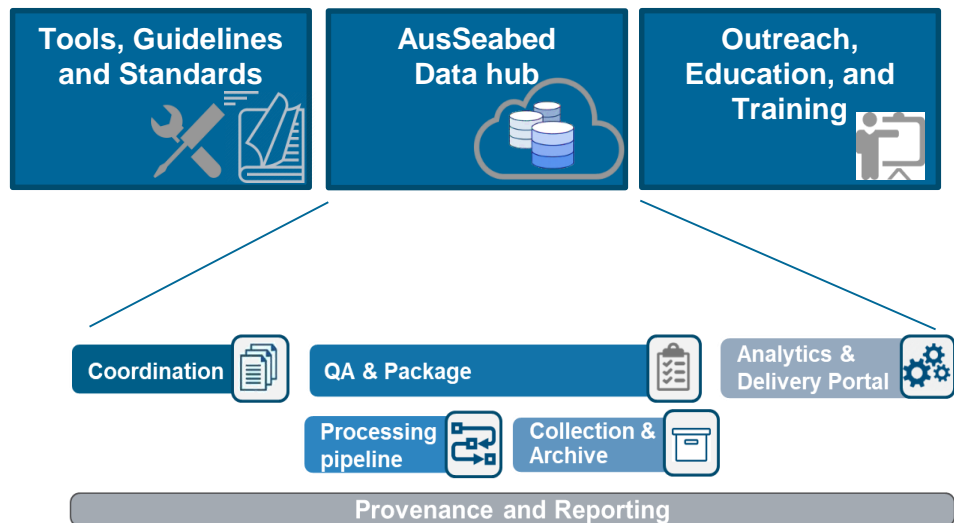 Tools, Guidelines
and Standards
AusSeabed
Data hub
Outreach,
Education, and
Training
Coordination
QA & Package
Analytics &
Delivery Portal
Processing
pipeline
Collection &
Archive
Provenance and Reporting